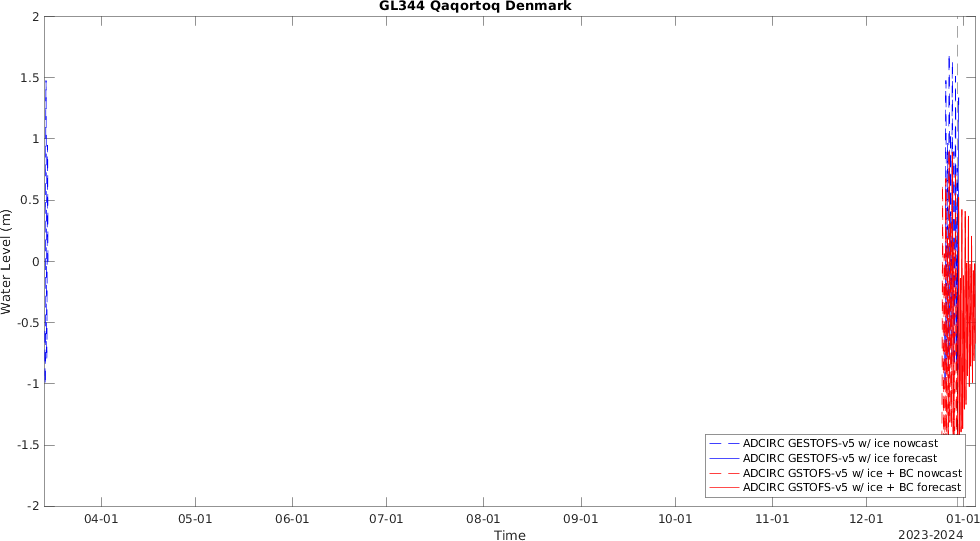 GL344 Qaqortoq Denmark
2
1.5
1
0.5
0
-0.5
-1
-1.5
-2
Water Level (m)
ADCIRC GESTOFS-v5 w/ ice nowcast
ADCIRC GESTOFS-v5 w/ ice forecast
ADCIRC GSTOFS-v5 w/ ice + BC nowcast
ADCIRC GSTOFS-v5 w/ ice + BC forecast
04-01 05-01 06-01 07-01 08-01 09-01 10-01 11-01 12-01 01-01
Time
2023-2024